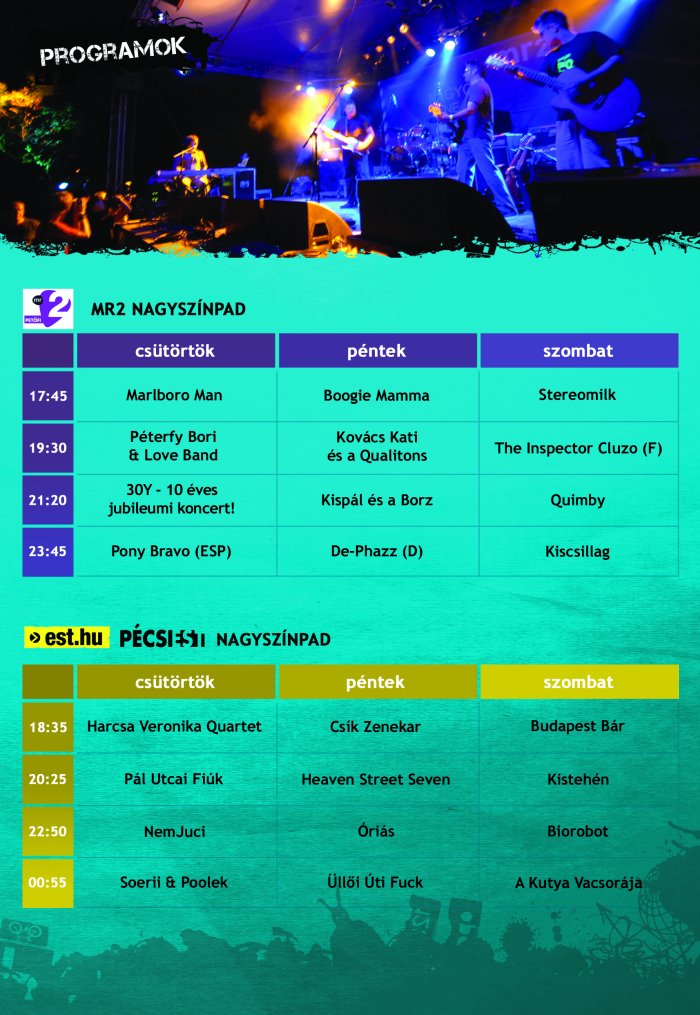 PROGRAMOK
mr2
mr 2 PETŐFI
MR2 NAGYSZÍNPAD
csütörtök péntek szombat
17:45 Marlboro Man Boogie Mamma Stereomilk
19:30 Péterfy Bori & Love Band Kovács Kati és a Qualitons The Inspector Cluzo (F)
21:20 30Y - 10 éves jubileumi koncert! Kispál és a Borz Quimby
23:45 Pony Bravo (ESP) De-Phazz (D) Kiscsillag
est.hu PÉCSI EST NAGYSZÍNPAD
csütörtök péntek szombat
18:35 Harcsa Veronika Quartet Csík Zenekar Budapest Bár
20:25 Pál Utcai Fiúk Heaven Street Seven Kistehén
22:50 NemJuci Óriás Biorobot
00:55 Soerii & Poolek Üllői Úti Fuck A Kutya Vacsorája